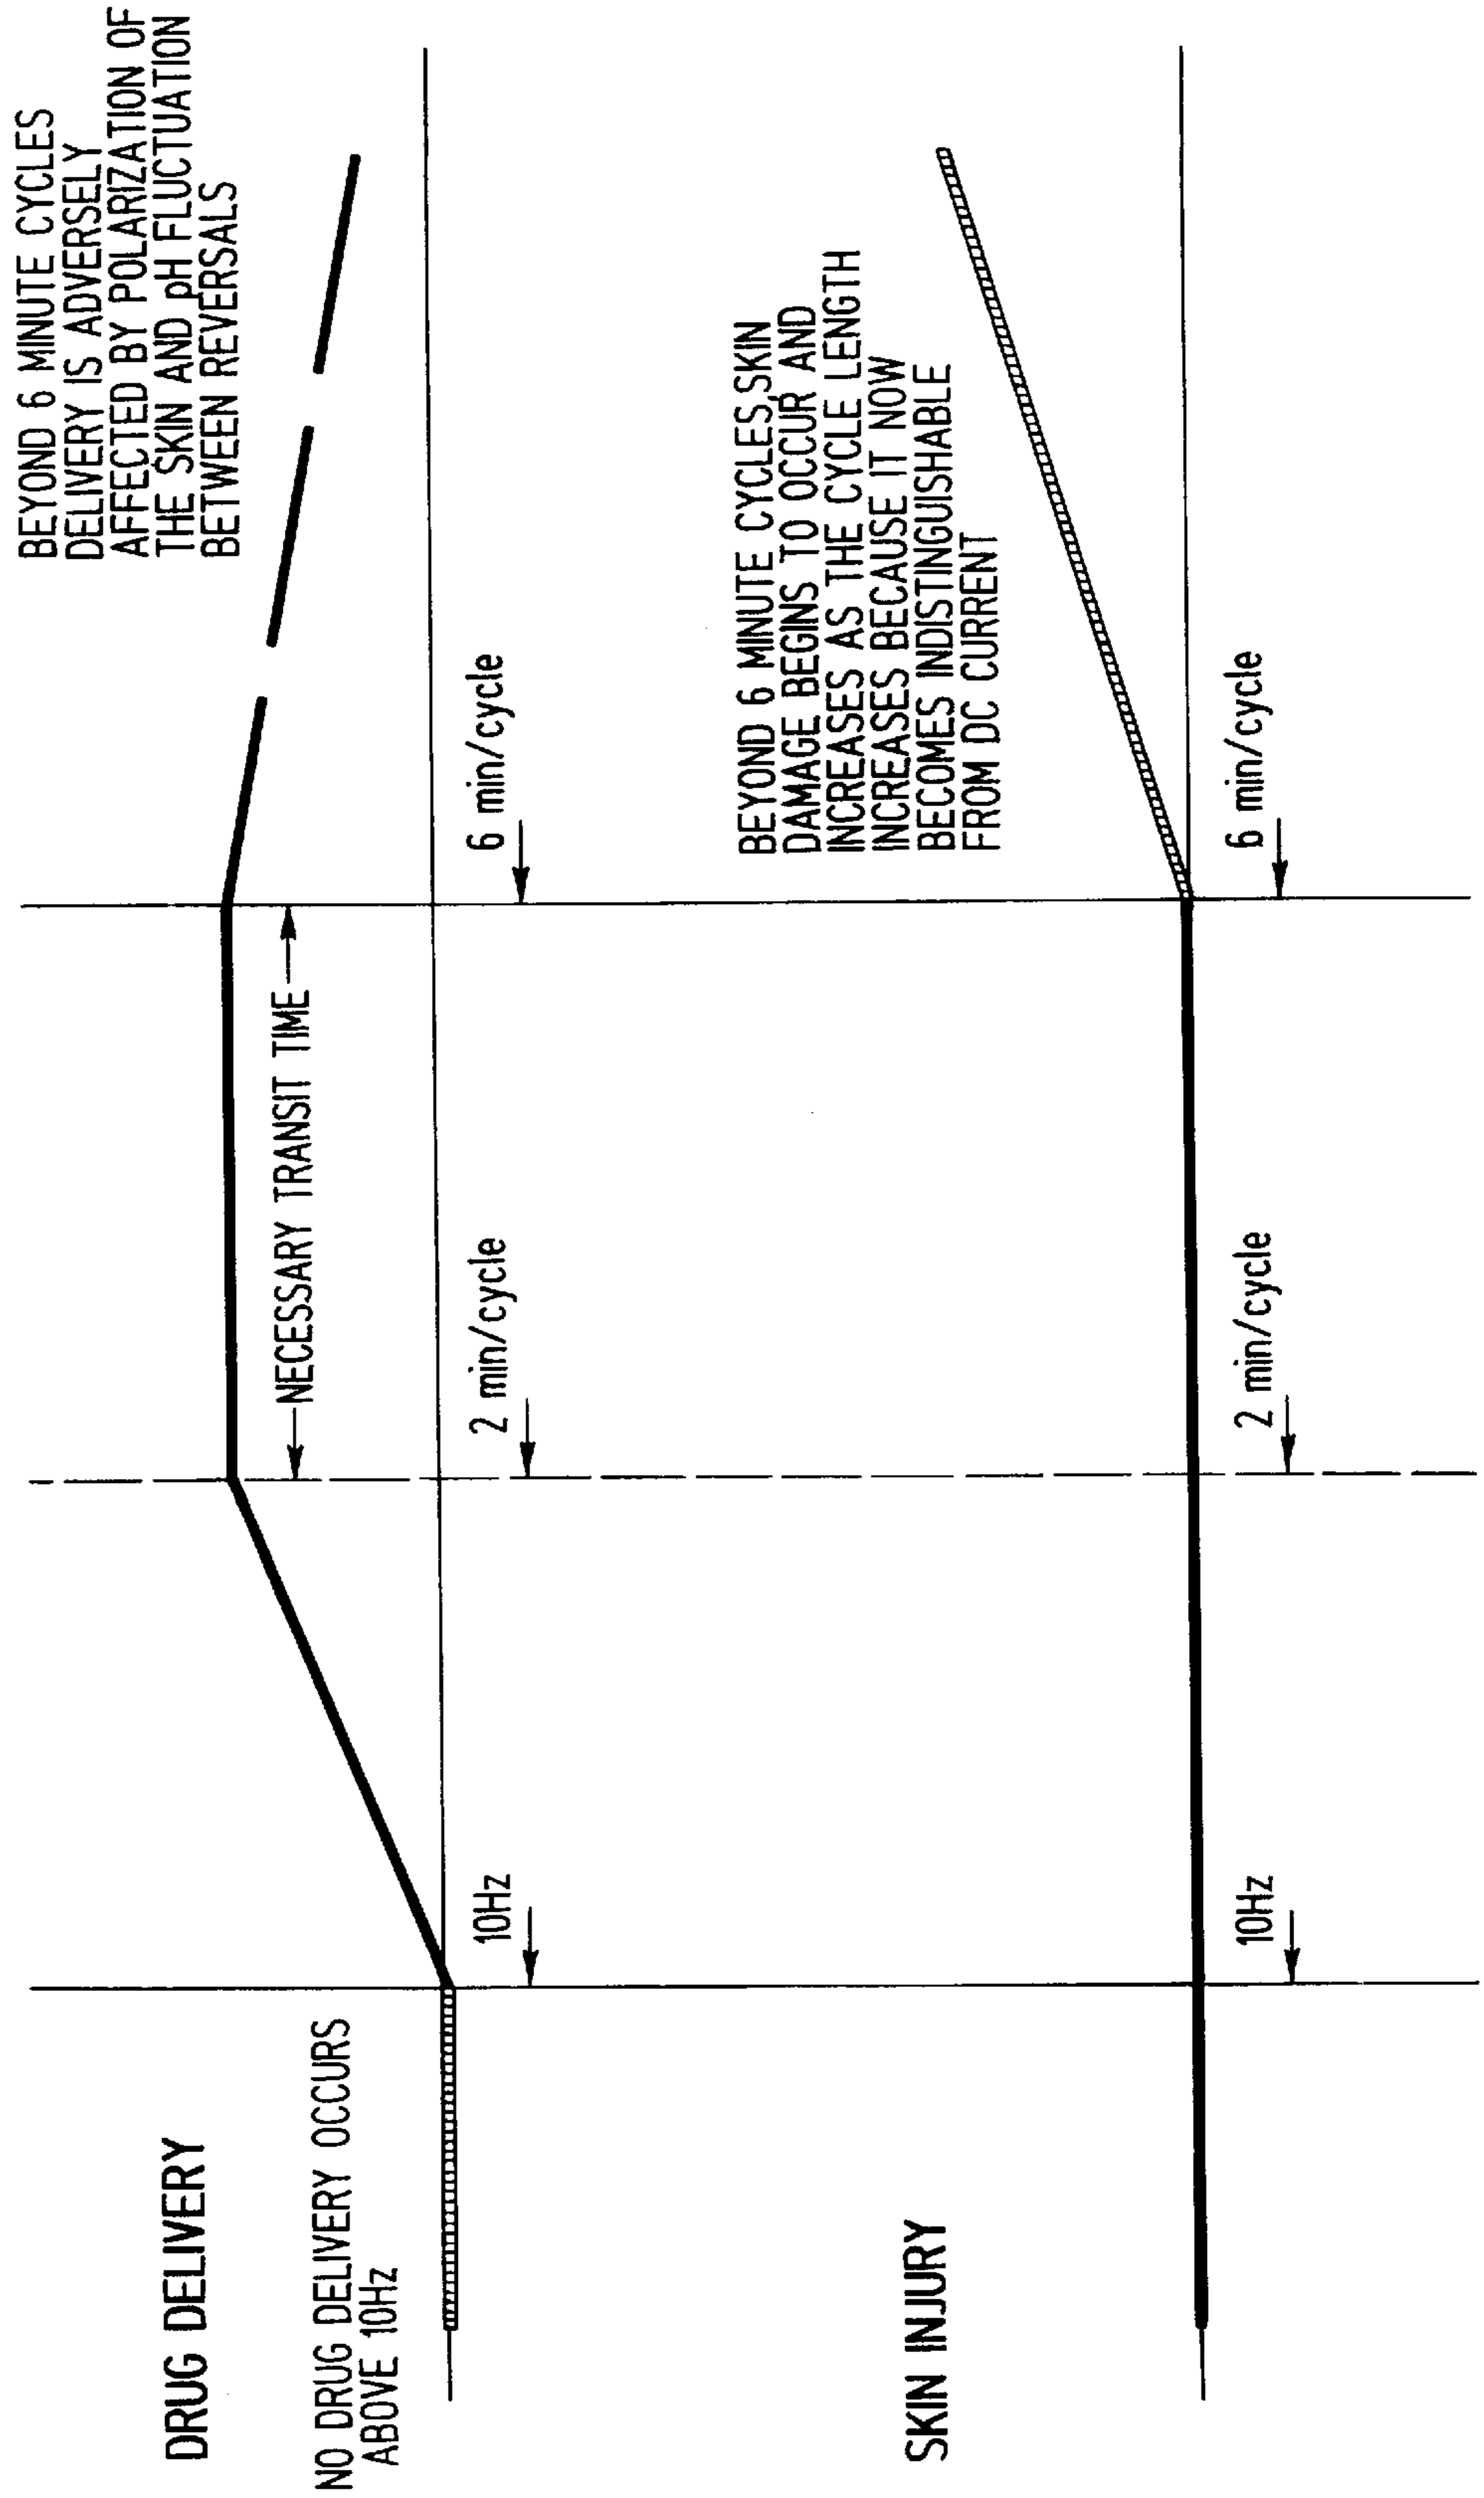 DRUG DELIVERY
NO DRUG DELIVERY OCCURS
ABOVE 10Hz
BEYOND 6 MINUTE CYCLES
DELIVERY IS ADVERSELY
AFFECTED BY POLARIZATION OF
THE SKIN AND pH FLUCTUATION
BETWEEN REVERSALS
NECESSARY TRANSIT TIME
10Hz
2 min/cycle
6 min/cycle
SKIN INJURY
BEYOND 6 MINUTE CYCLES,SKIN
DAMAGE BEGINS TO OCCUR AND
INCREASES AS THE CYCLE LENGTH
INCREASES BECAUSE IT NOW
BECOMES INDISTINGUISHABLE
FROM DC CURRENT
10Hz
2 min/cycle
6 min/cycle